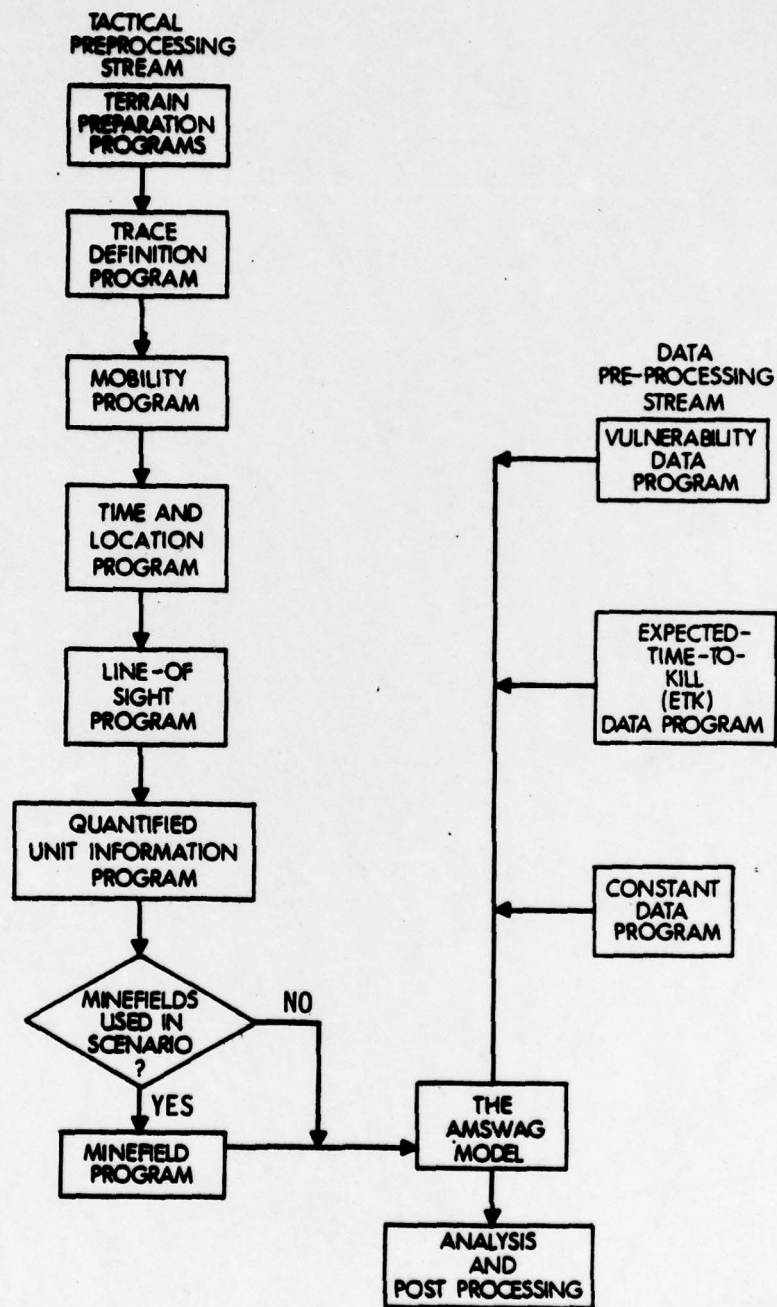 TACTICAL
PREPROCESSING
STREAM
TERRAIN
PREPARATION
PROGRAMS
TRACE
DEFINITION
PROGRAM
MOBILITY
PROGRAM
TIME AND
LOCATION
PROGRAM
LINE-OF
SIGHT
PROGRAM
QUANTIFIED
UNIT INFORMATION
PROGRAM
MINEFIELDS
USED IN
SCENARIO
?
NO
YES
MINEFIELD
PROGRAM
DATA
PRE-PROCESSING
STREAM
VULNERABILITY
DATA
PROGRAM
EXPECTED-
TIME-TO-
KILL
(ETK)
DATA PROGRAM
CONSTANT
DATA
PROGRAM
THE
AMSWAG
MODEL
ANALYSIS
AND
POST PROCESSING